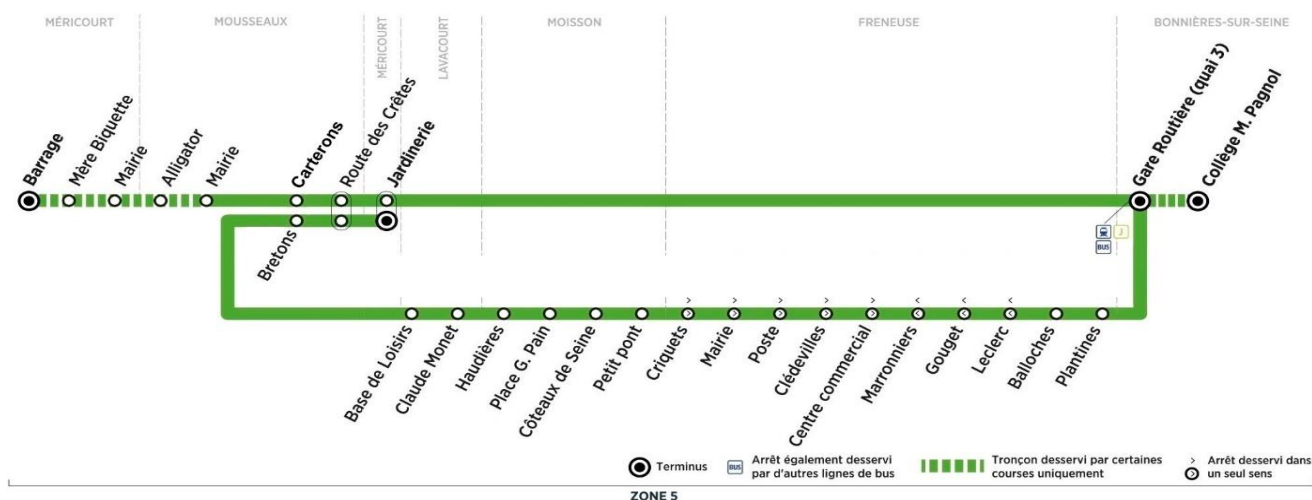 MÉRICOURT
MOUSSEAUX
MÉRICOURT
LAVACOURT
MOISSON
FRENEUSE
BONNIÈRES-SUR-SEINE
Barrage
Mère Biquette
Mairie
Alligator
Mairie
Carterons
Route des Crêtes
Jardinerie
Gare Routière (quai 3)
Collège M. Pagnol
J
BUS
Bretons
Base de Loisirs
Claude Monet
Haudières
Place G. Pain
Côteaux de Seine
Petit pont
Criquets
Mairie
Poste
Clédevilles
Centre commercial
Marronniers
Gouget
Leclerc
Balloches
Plantines
Terminus
BUS
Arrêt également desservi
par d'autres lignes de bus
Tronçon desservi par certaines
courses uniquement
Arrêt desservi dans
un seul sens
ZONE 5